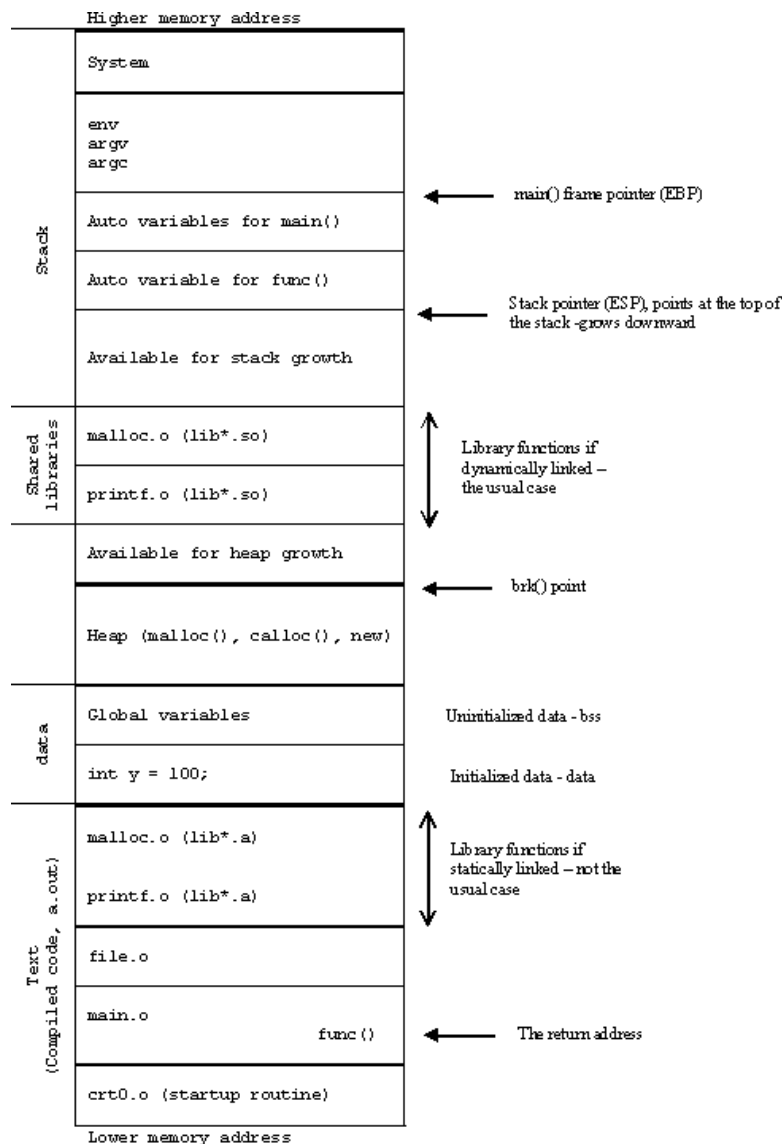 Higher memory address
System
env
argv
argc
main() frame pointer (EBP)
Auto variables for main()
Stack
Auto variable for func()
Stack pointer (ESP), points at the top of
the stack -grows downward
Available for stack growth
Shared
libraries
malloc.o (lib*.so)
printf.o (lib*.so)
Library functions if
dynamically linked –
the usual case
Available for heap growth
brk() point
Heap (malloc(), calloc(), new)
data
Global variables
Uninitialized data - bss
int y = 100;
Initialized data - data
Text
(Compiled code, a.out)
malloc.o (lib*.a)
printf.o (lib*.a)
Library functions if
statically linked – not the
usual case
file.o
main.o
func()
The return address
crt0.o (startup routine)
Lower memory address